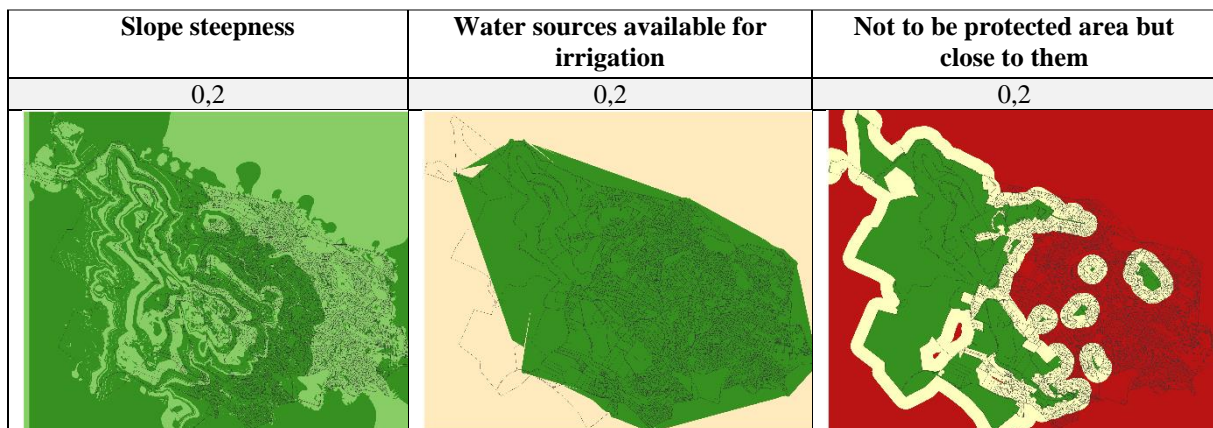 Slope steepness
Water sources available for
irrigation
Not to be protected area but
close to them
0,2
0,2
0,2